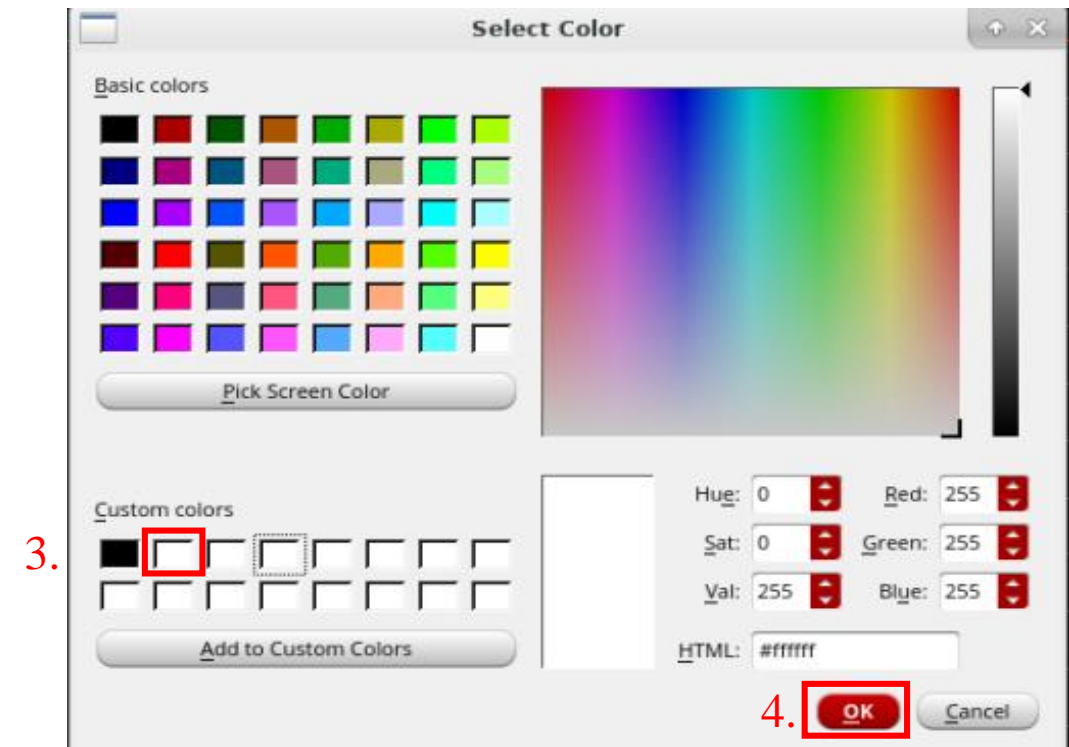 Select Color
Basic colors
Pick Screen Color
Custom colors
3.
Add to Custom Colors
Hue: 0 Red: 255
Sat: 0 Green: 255
Val: 255 Blue: 255
HTML: #ffffff
4. OK Cancel